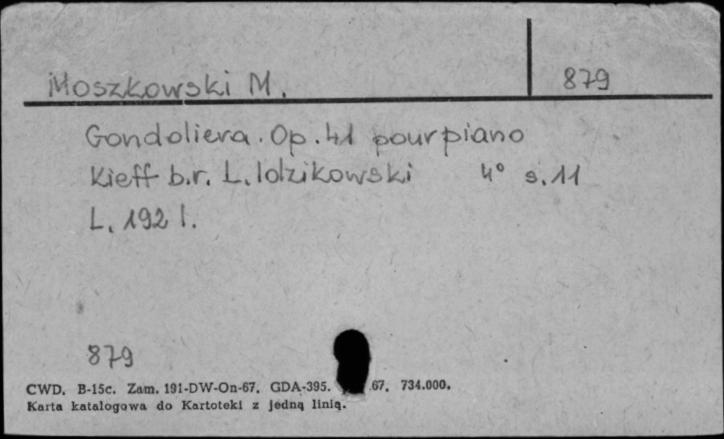 Moszkowski M. 879
Gondoliera. Op. 41 pour piano
Kieff b.r. L. Idzikowski 4° s. 11
L. 192 I.
879
CWD. B-15c. Zam. 191-DW-On-67. GDA-395. 67. 734.000.
Karta katalogowa do Kartoteki z jedną linią.